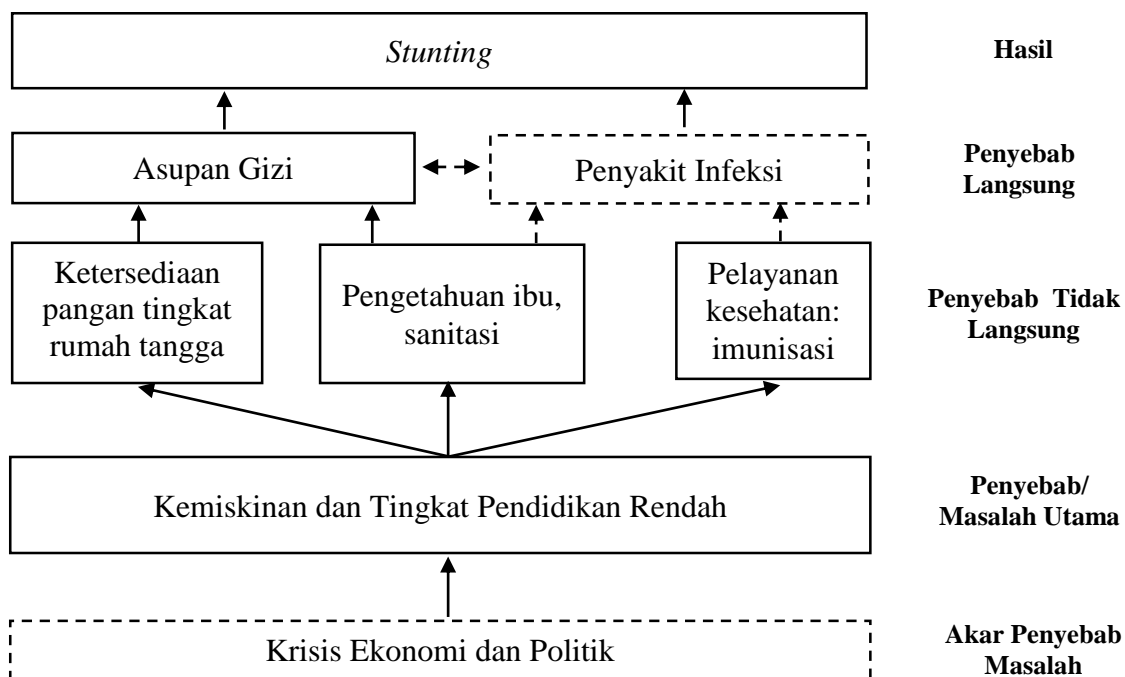 Stunting
Hasil
Asupan Gizi
Penyakit Infeksi
Penyebab
Langsung
Ketersediaan
pangan tingkat
rumah tangga
Pengetahuan ibu,
sanitasi
Pelayanan
kesehatan:
imunisasi
Penyebab Tidak
Langsung
Kemiskinan dan Tingkat Pendidikan Rendah
Penyebab/
Masalah Utama
Krisis Ekonomi dan Politik
Akar Penyebab
Masalah